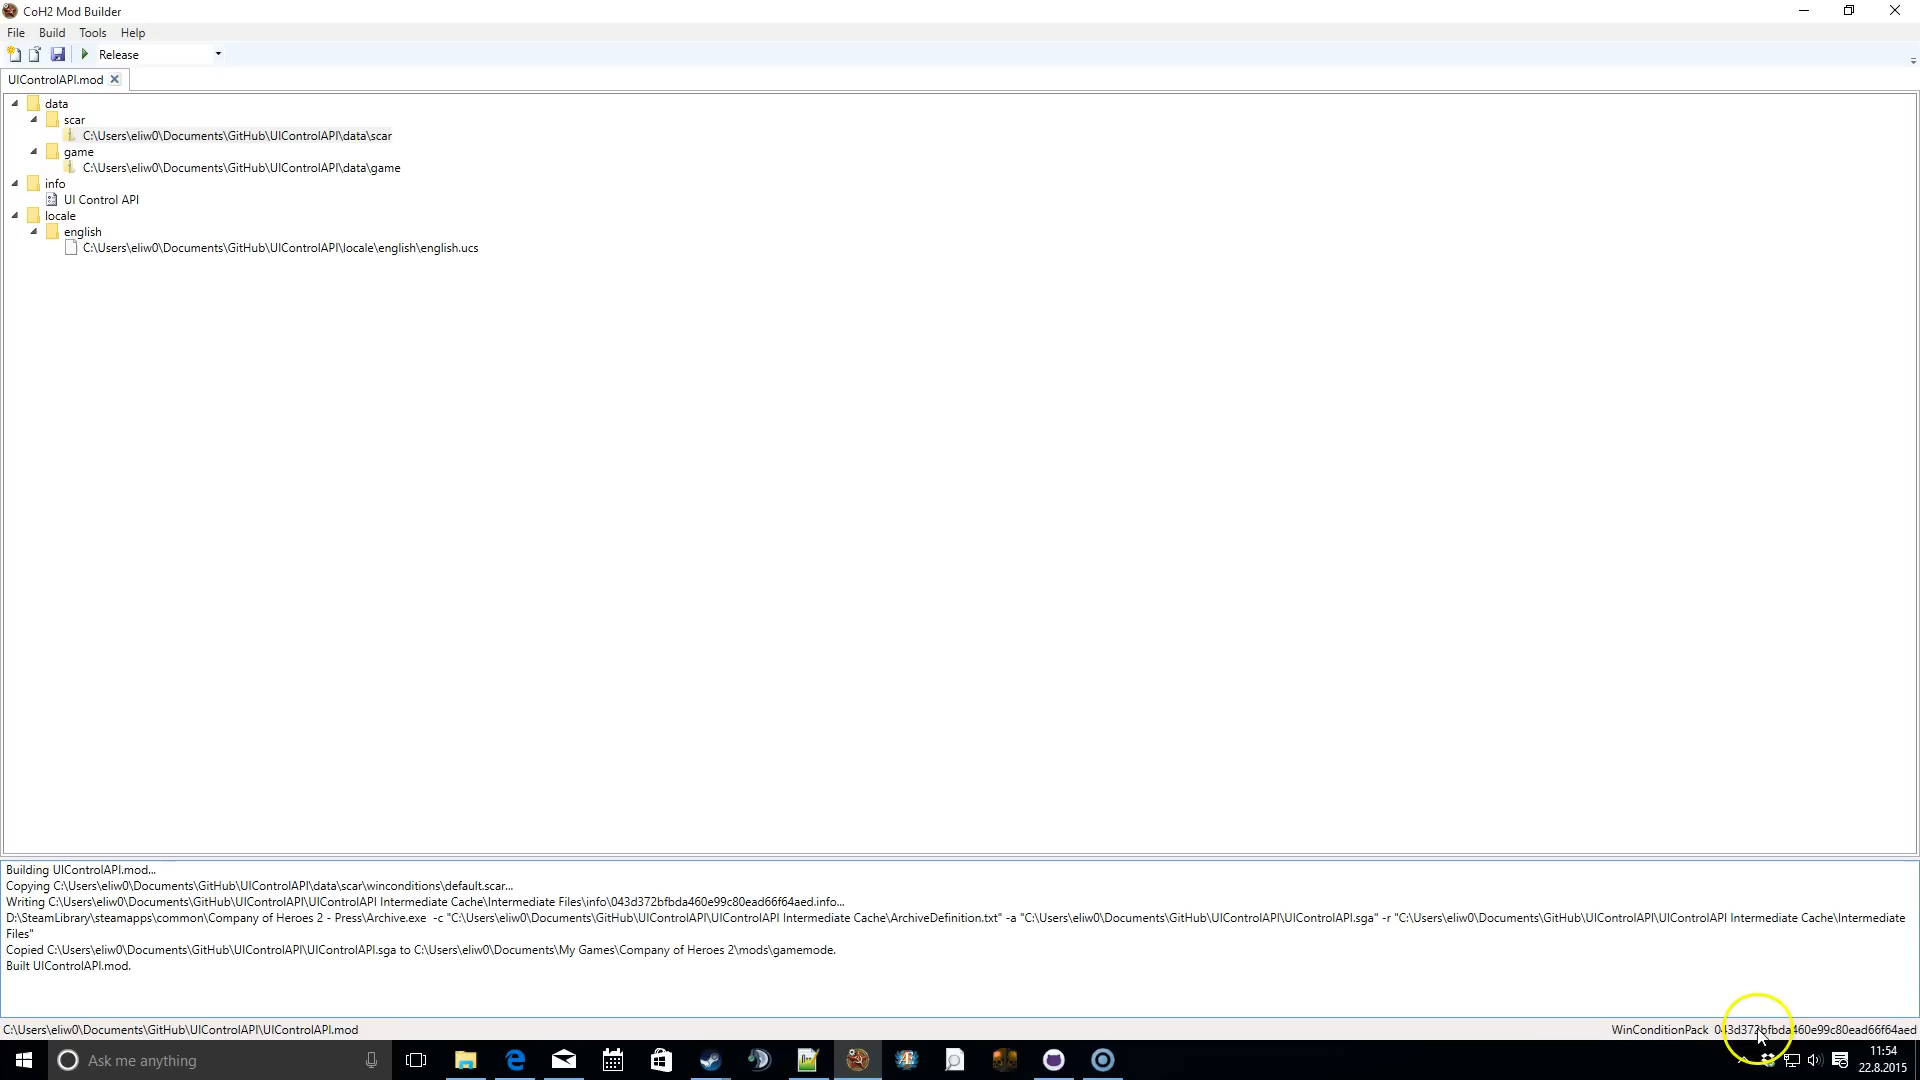 CoH2 Mod Builder
File Build Tools Help
Release
UIControlAPI.mod
data
scar
C:\Users\eliw0\Documents\GitHub\UIControlAPI\data\scar
game
C:\Users\eliw0\Documents\GitHub\UIControlAPI\data\game
info
UI Control API
locale
english
C:\Users\eliw0\Documents\GitHub\UIControlAPI\locale\english\english.ucs
Building UIControlAPI.mod...
Copying C:\Users\eliw0\Documents\GitHub\UIControlAPI\data\scar\winconditions\default.scar...
Writing C:\Users\eliw0\Documents\GitHub\UIControlAPI\UIControlAPI Intermediate Cache\Intermediate Files\info\043d372bfbda460e99c80ead66f64aed.info...
D:\SteamLibrary\steamapps\common\Company of Heroes 2 - Press\Archive.exe -c "C:\Users\eliw0\Documents\GitHub\UIControlAPI\UIControlAPI Intermediate Cache\ArchiveDefinition.txt" -a "C:\Users\eliw0\Documents\GitHub\UIControlAPI\UIControlAPI.sga" -r "C:\Users\eliw0\Documents\GitHub\UIControlAPI\UIControlAPI Intermediate Cache\Intermediate
Files"
Copied C:\Users\eliw0\Documents\GitHub\UIControlAPI\UIControlAPI.sga to C:\Users\eliw0\Documents\My Games\Company of Heroes 2\mods\gamemode.
Built UIControlAPI.mod.
C:\Users\eliw0\Documents\GitHub\UIControlAPI\UIControlAPI.mod
WinConditionPack 043d372bfbda460e99c80ead66f64aed
Ask me anything
11:54
22.8.2015